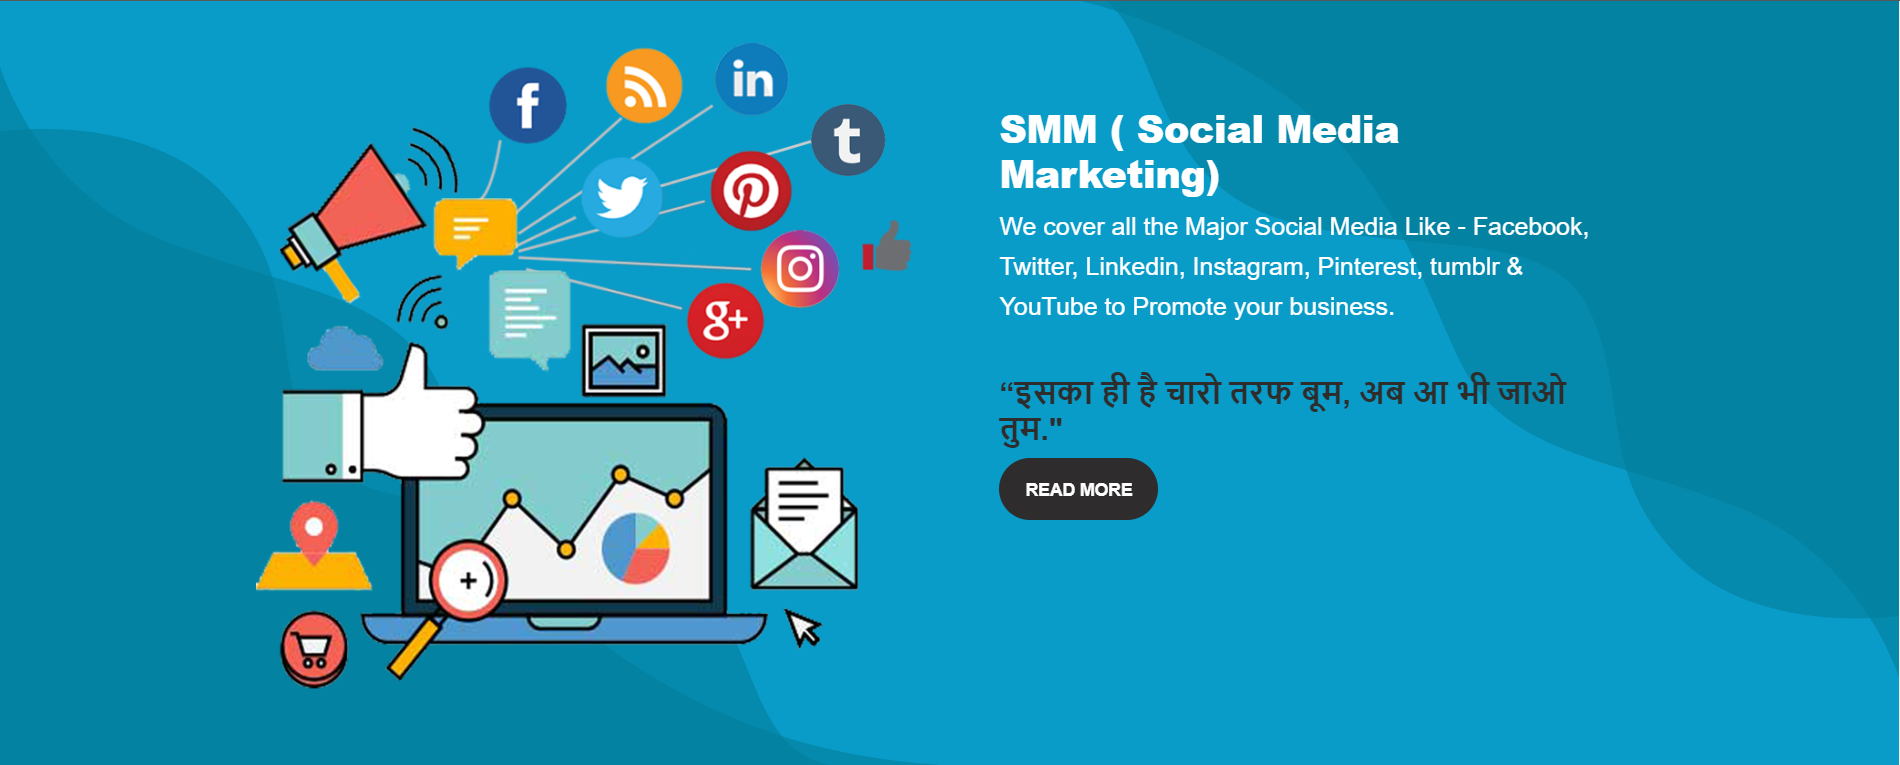 SMM ( Social Media
Marketing)
We cover all the Major Social Media Like - Facebook,
Twitter, Linkedin, Instagram, Pinterest, tumblr &
YouTube to Promote your business.
“इसका ही है चारो तरफ बूम, अब आ भी जाओ
तुम."
READ MORE